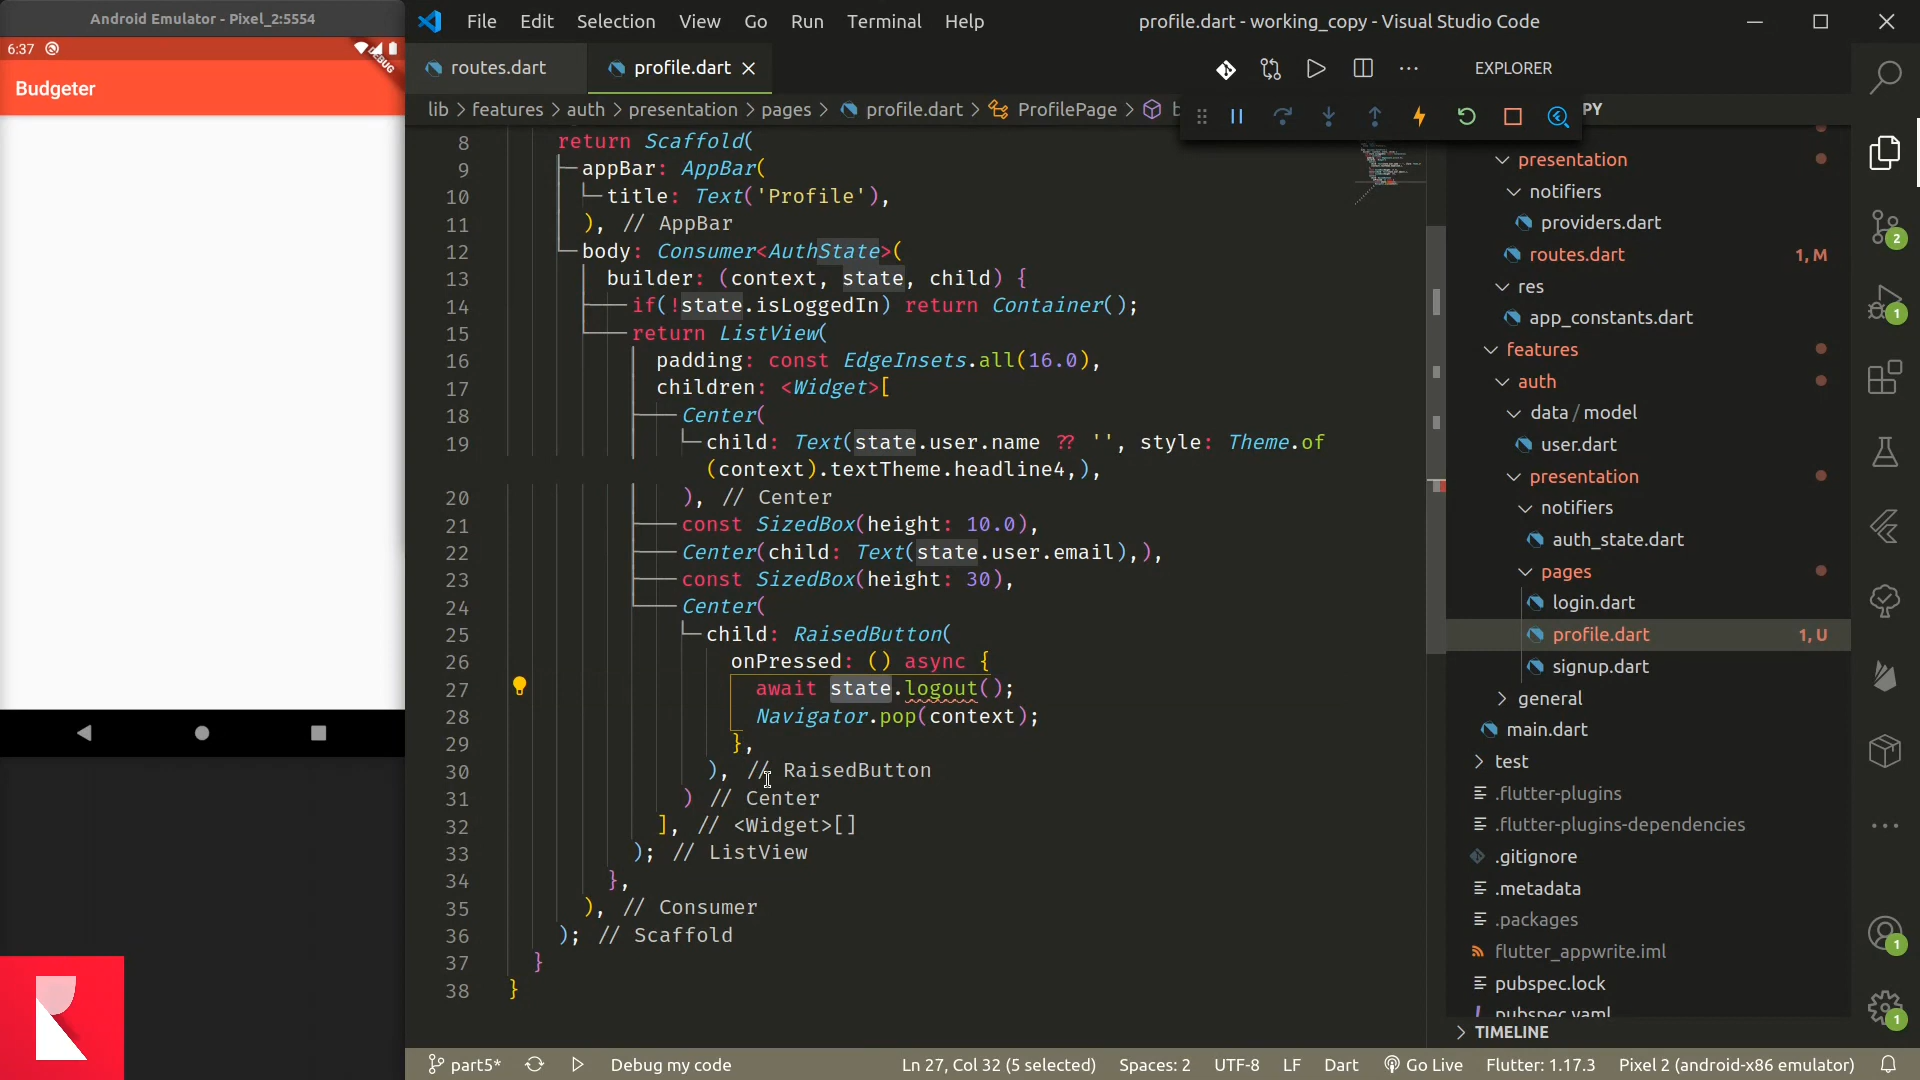 Android Emulator - Pixel_2:5554
6:37
DEBUG
Budgeter
File Edit Selection View Go Run Terminal Help
profile.dart - working_copy - Visual Studio Code
routes.dart
profile.dart
lib > features > auth > presentation > pages > profile.dart > ProfilePage > b
8 return Scaffold(
9 appBar: AppBar(
10 title: Text('Profile'),
11 ), // AppBar
12 body: Consumer<AuthState>(
13 builder: (context, state, child) {
14 if(!state.isLoggedIn) return Container();
15 return ListView(
16 padding: const EdgeInsets.all(16.0),
17 children: <Widget>[
18 Center(
19 child: Text(state.user.name ?? '', style: Theme.of
(context).textTheme.headline4,),
20 ), // Center
21 const SizedBox(height: 10.0),
22 Center(child: Text(state.user.email),),
23 const SizedBox(height: 30),
24 Center(
25 child: RaisedButton(
26 onPressed: () async {
27 await state.logout();
28 Navigator.pop(context);
29 },
30 ), // RaisedButton
31 ) // Center
32 ], // <Widget>[]
33 ); // ListView
34 },
35 ), // Consumer
36 ); // Scaffold
37 }
38 }
EXPLORER
PY
presentation
notifiers
providers.dart
routes.dart 1, M
res
app_constants.dart
features
auth
data / model
user.dart
presentation
notifiers
auth_state.dart
pages
login.dart
profile.dart 1, U
signup.dart
general
main.dart
test
.flutter-plugins
.flutter-plugins-dependencies
.gitignore
.metadata
.packages
flutter_appwrite.iml
pubspec.lock
pubspec.yaml
TIMELINE
2
1
1
1
part5* Debug my code Ln 27, Col 32 (5 selected) Spaces: 2 UTF-8 LF Dart Go Live Flutter: 1.17.3 Pixel 2 (android-x86 emulator)